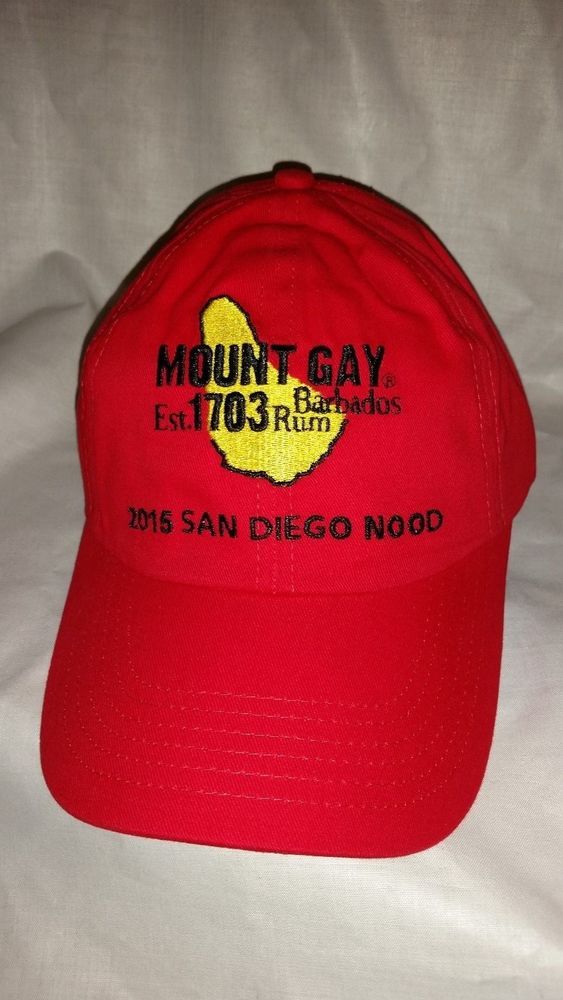 MOUNT GAY®
Est. 1703 Barbados Rum
2015 SAN DIEGO NOOD